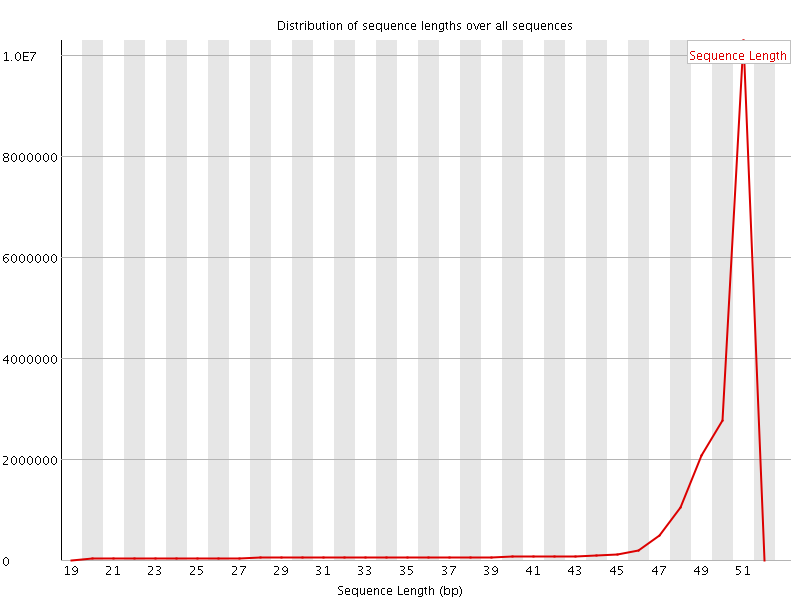 Distribution of sequence lengths over all sequences
Sequence Length
1.0E7
8000000
6000000
4000000
2000000
0
19 21 23 25 27 29 31 33 35 37 39 41 43 45 47 49 51
Sequence Length (bp)